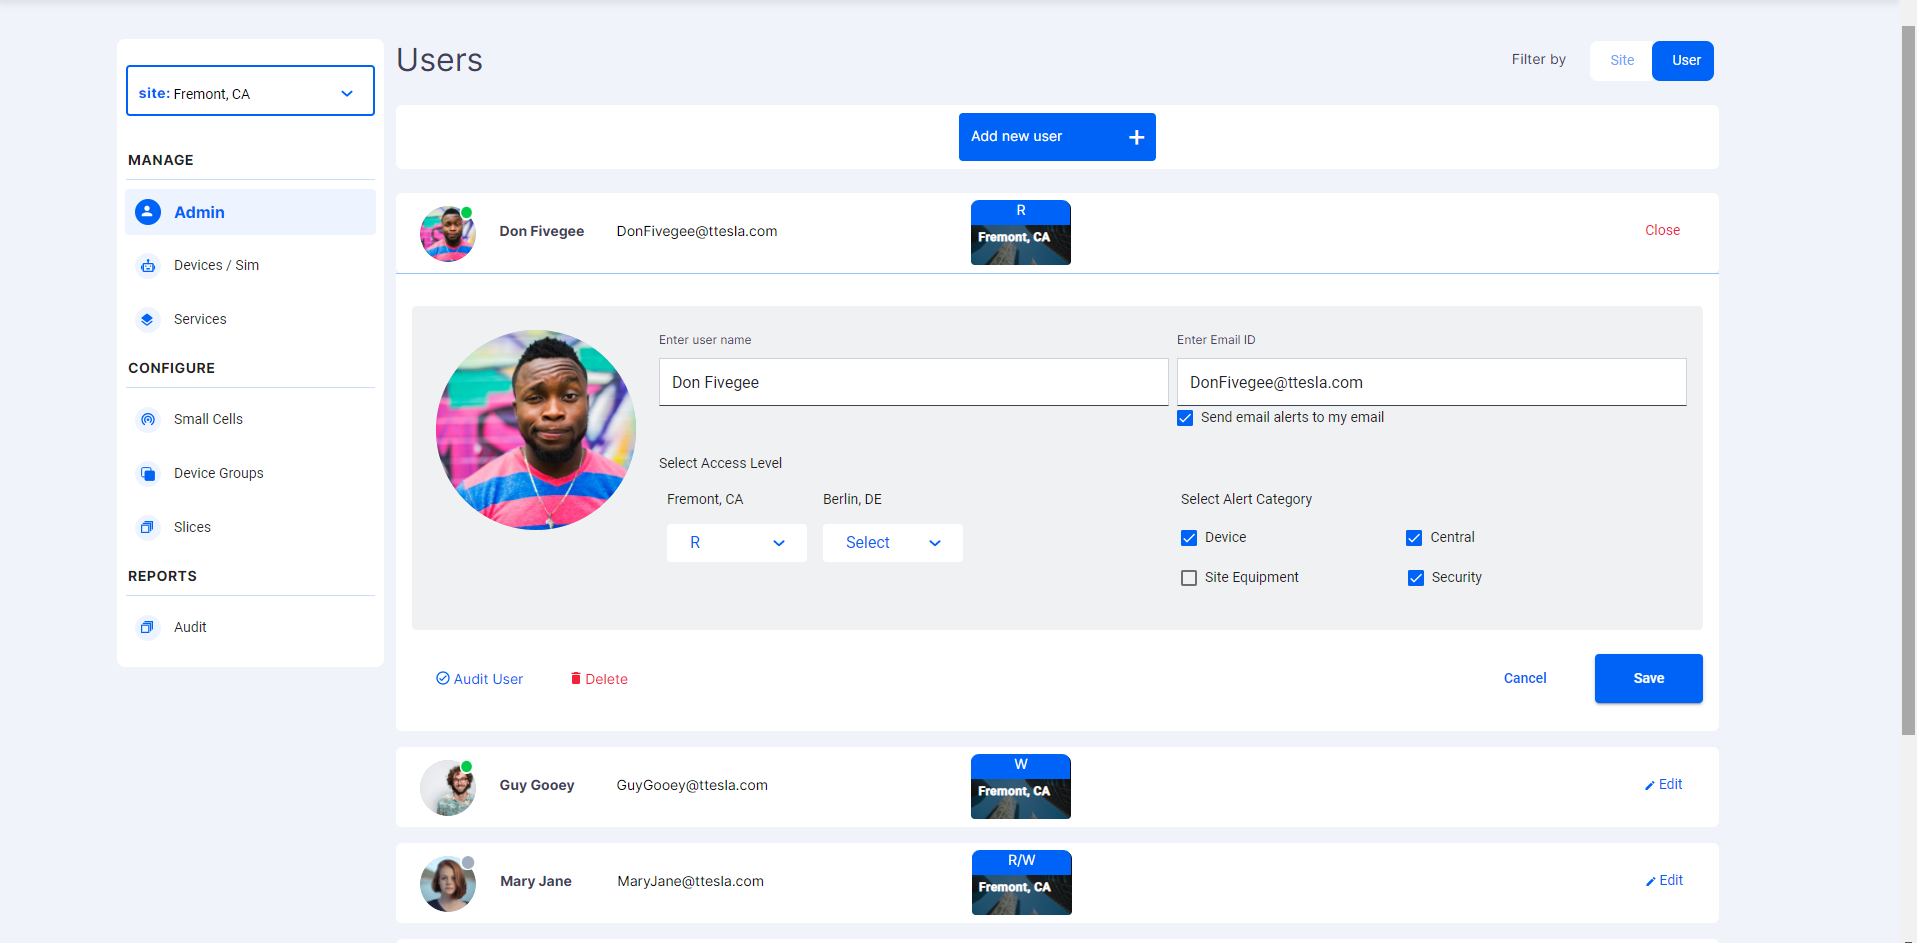 site: Fremont, CA
MANAGE
Admin
Devices / Sim
Services
CONFIGURE
Small Cells
Device Groups
Slices
REPORTS
Audit
Users
Filter by
Site
User
Add new user
Don Fivegee
DonFivegee@ttesla.com
R
Fremont, CA
Close
Enter user name
Don Fivegee
Enter Email ID
DonFivegee@ttesla.com
Send email alerts to my email
Select Access Level
Fremont, CA
R
Berlin, DE
Select
Select Alert Category
Device
Central
Site Equipment
Security
Audit User
Delete
Cancel
Save
Guy Gooey
GuyGooey@ttesla.com
W
Fremont, CA
Edit
Mary Jane
MaryJane@ttesla.com
R/W
Fremont, CA
Edit